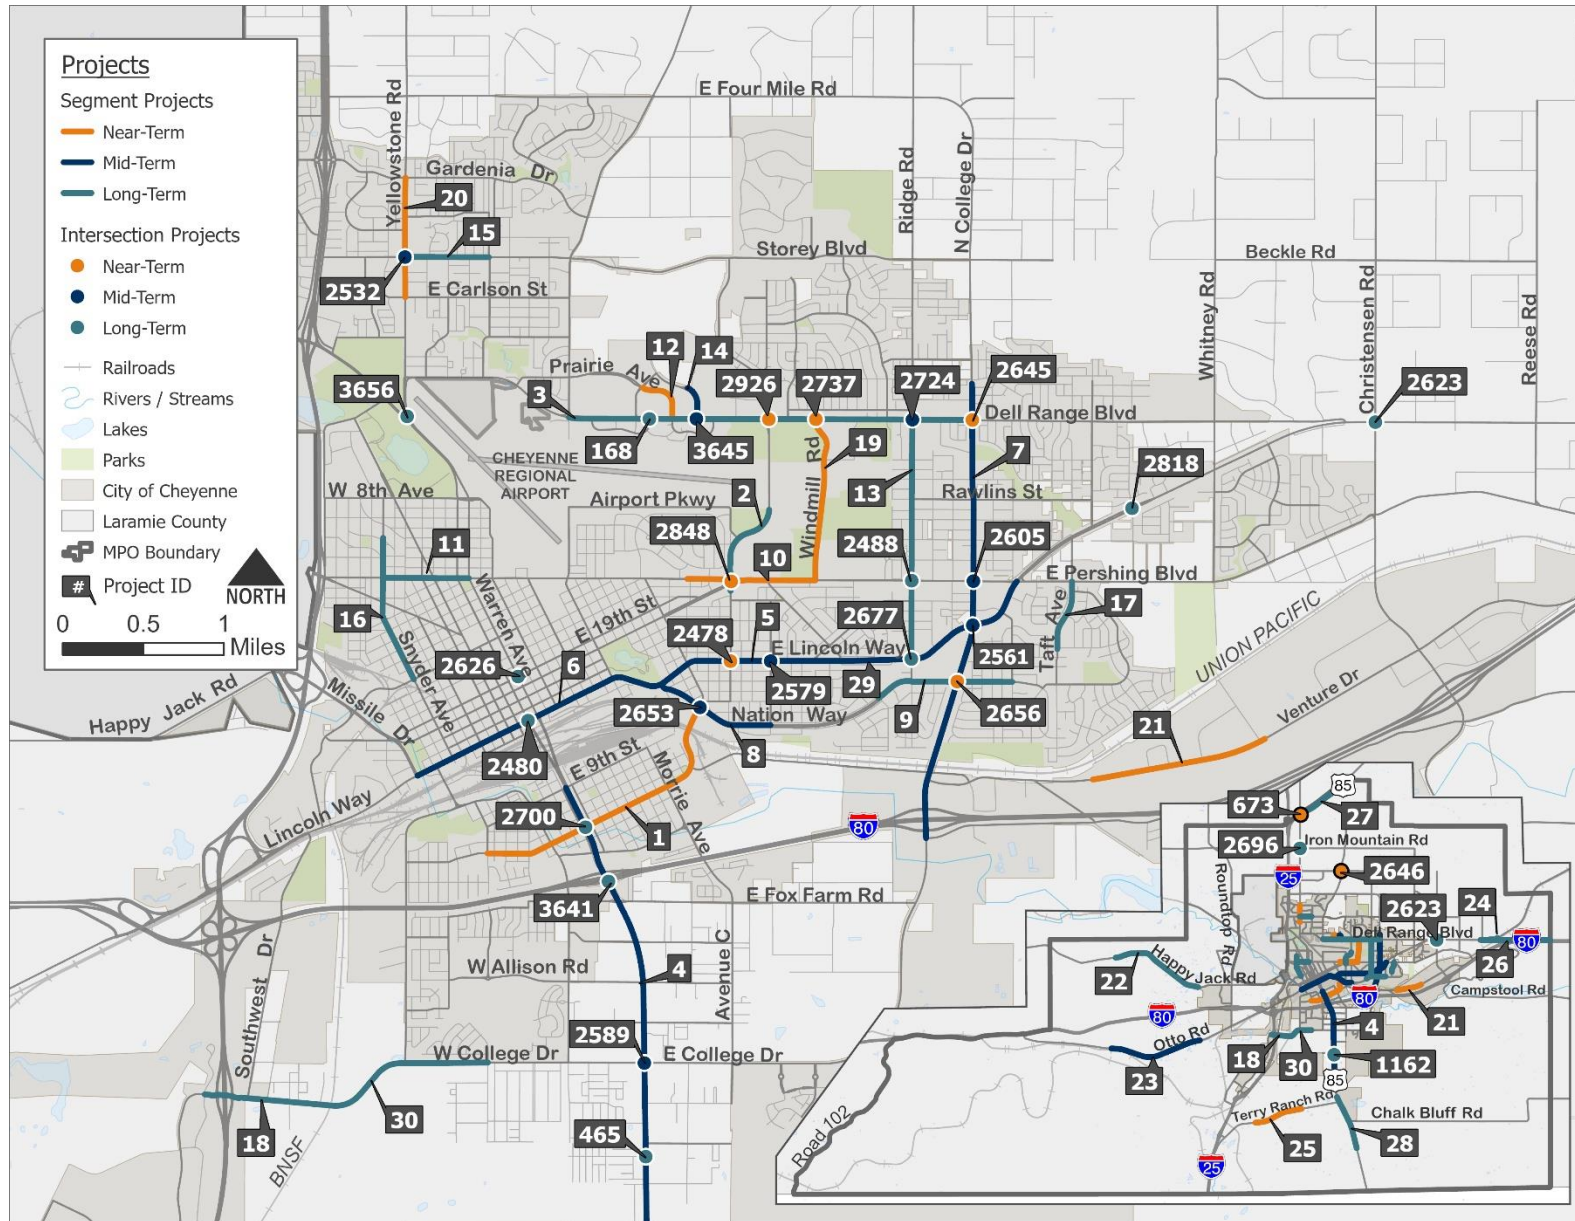 Projects
Segment Projects
Near-Term
Mid-Term
Long-Term
Intersection Projects
Near-Term
Mid-Term
Long-Term
Railroads
Rivers / Streams
Lakes
Parks
City of Cheyenne
Laramie County
MPO Boundary
# Project ID
NORTH
0 0.5 1
Miles
E Four Mile Rd
Yellowstone Rd
Gardenia Dr
20
15
2532
E Carlson St
Storey Blvd
Ridge Rd
N College Dr
Beckle Rd
Whitney Rd
Christensen Rd
Reese Rd
Prairie Ave
12
14
3656
3
2926
2737
2724
2645
2623
Dell Range Blvd
168
3645
19
7
CHEYENNE
REGIONAL
AIRPORT
2818
W 8th Ave
Airport Pkwy
2
Windmill Rd
13
Rawlins St
11
2848
10
2488
2605
E Pershing Blvd
Warren Ave
E 19th St
16
Snyder Ave
2626
6
2478
5
E Lincoln Way
2677
Taft Ave
17
UNION PACIFIC
2579
29
2561
Happy Jack Rd
Missile Dr
2653
Nation Way
9
2656
Venture Dr
21
2480
E 9th St
8
Morrie Ave
Lincoln Way
2700
1
80
3641
E Fox Farm Rd
Southwest Dr
W Allison Rd
4
Avenue C
2589
W College Dr
E College Dr
18
30
BNSF
465
85
673
27
2696
Iron Mountain Rd
25
2646
Roundtop Rd
2623
24
Dell Range Blvd
80
26
22
Happy Jack Rd
80
80
Campstool Rd
21
Otto Rd
4
23
18
30
1162
85
Terry Ranch Rd
Chalk Bluff Rd
25
28
Road 102
25